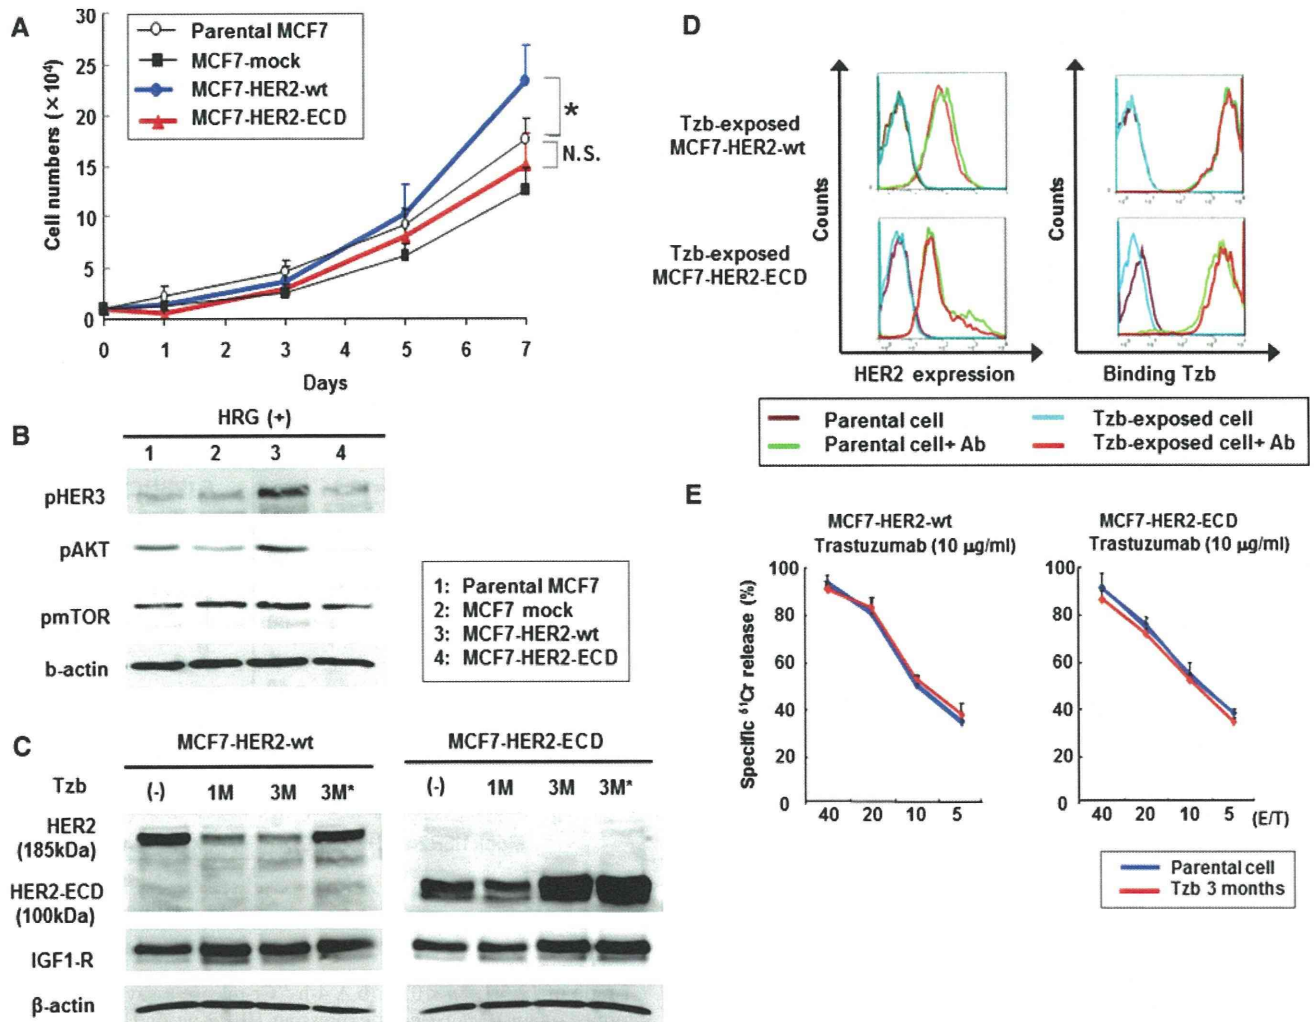 A
30
25
20
15
10
5
0
Cell numbers (× 10⁴)
Parental MCF7
MCF7-mock
MCF7-HER2-wt
MCF7-HER2-ECD
*
N.S.
0 1 2 3 4 5 6 7
Days
B
HRG (+)
1 2 3 4
pHER3
pAKT
pmTOR
b-actin
1: Parental MCF7
2: MCF7 mock
3: MCF7-HER2-wt
4: MCF7-HER2-ECD
C
MCF7-HER2-wt MCF7-HER2-ECD
Tzb (-) 1M 3M 3M* (-) 1M 3M 3M*
HER2
(185kDa)
HER2-ECD
(100kDa)
IGF1-R
β-actin
D
Tzb-exposed
MCF7-HER2-wt
Tzb-exposed
MCF7-HER2-ECD
Counts
Counts
HER2 expression
Binding Tzb
Parental cell Tzb-exposed cell
Parental cell+ Ab Tzb-exposed cell+ Ab
E
MCF7-HER2-wt
Trastuzumab (10 µg/ml)
MCF7-HER2-ECD
Trastuzumab (10 µg/ml)
Specific ⁶¹Cr release (%)
100
80
60
40
20
0
40 20 10 5
100
80
60
40
20
0
40 20 10 5 (E/T)
Parental cell
Tzb 3 months